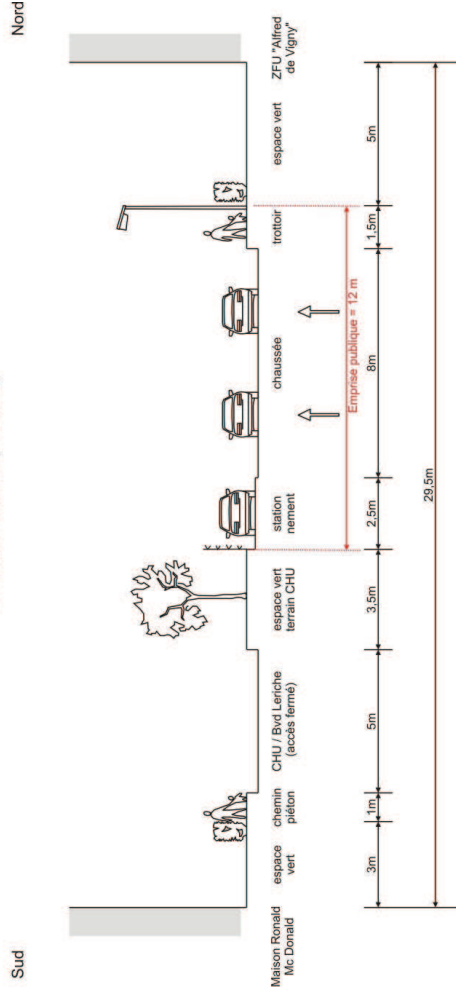 Sud
Nord
Maison Ronald
Mc Donald
espace
vert
chemin
piéton
CHU / Bvd Leriche
(accès fermé)
espace vert
terrain CHU
station
nement
chaussée
trottoir
espace vert
ZFU "Alfred
de Vigny"
Emprise publique = 12 m
3m
1m
5m
3,5m
2,5m
8m
1,5m
5m
29,5m